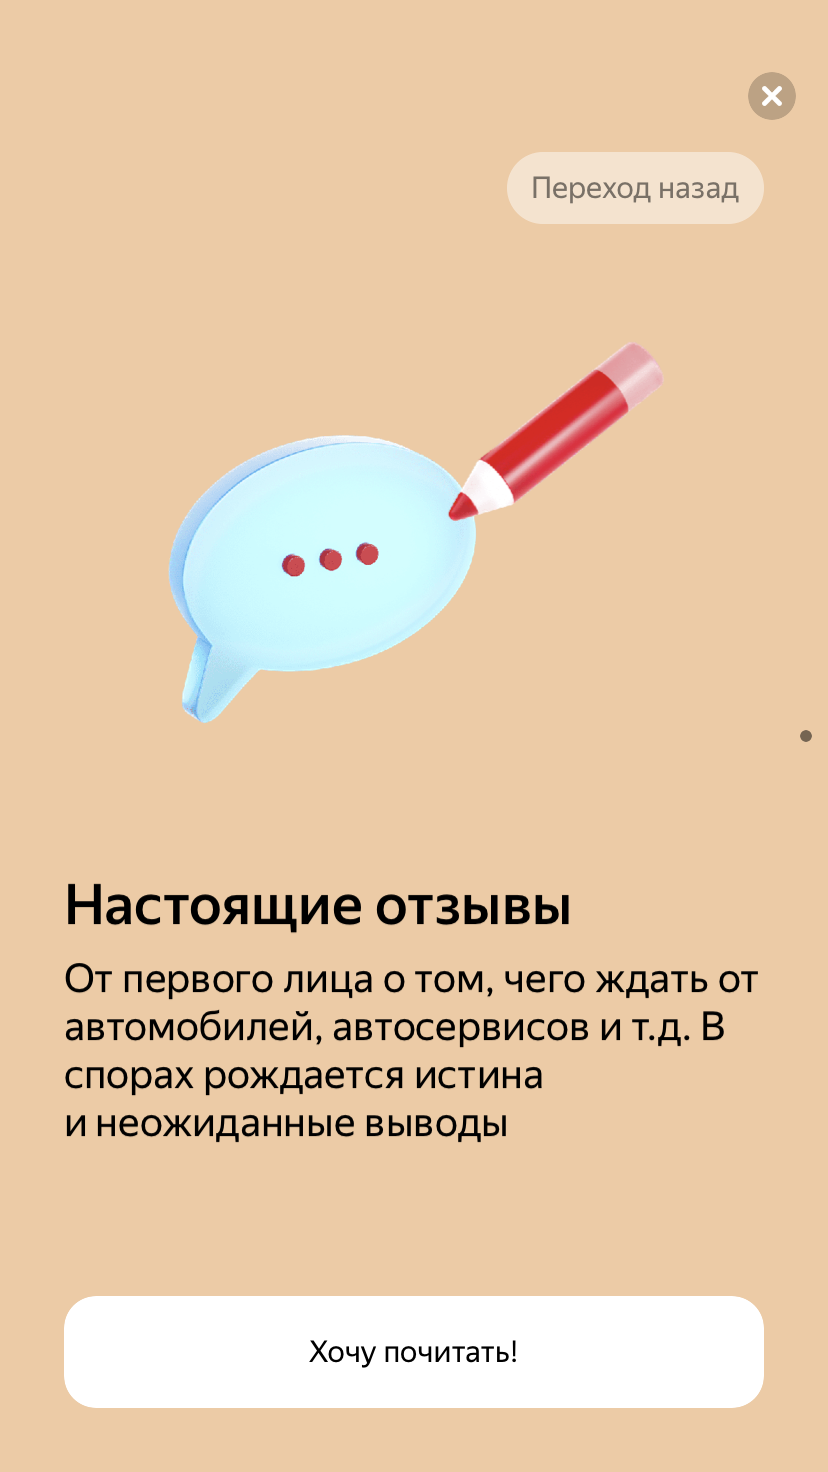 Переход назад
Настоящие отзывы
От первого лица о том, чего ждать от
автомобилей, автосервисов и т.д. В
спорах рождается истина
и неожиданные выводы
Хочу почитать!